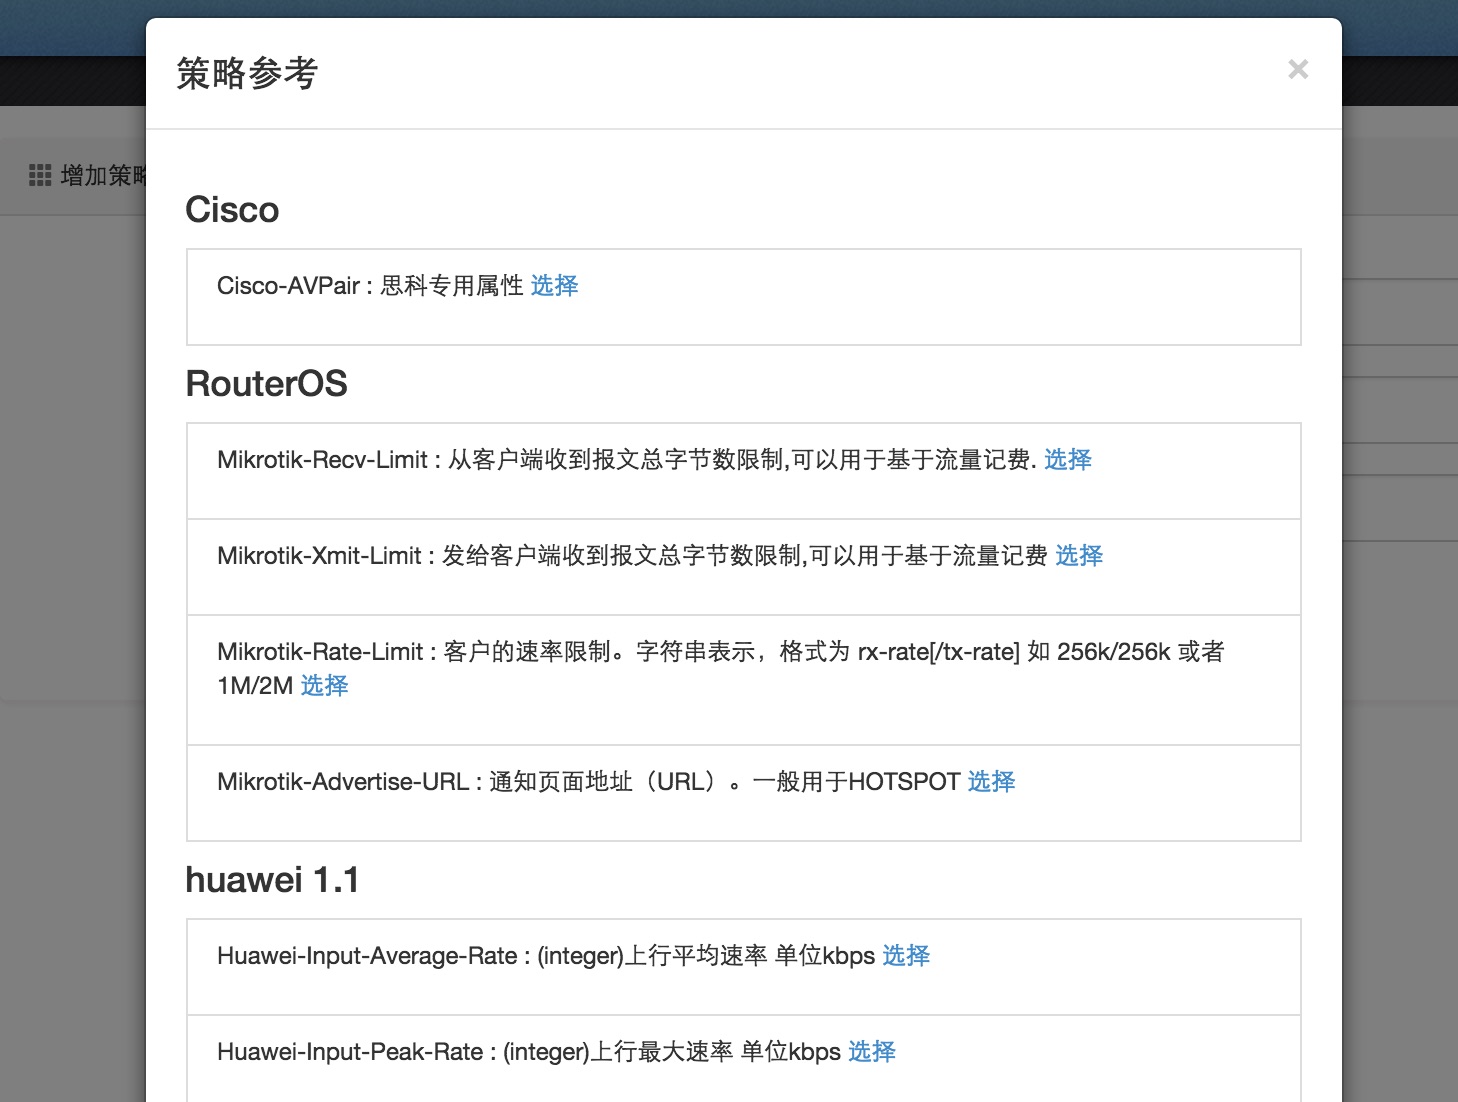 策略参考
×
增加策略
Cisco
Cisco-AVPair : 思科专用属性 选择
RouterOS
Mikrotik-Recv-Limit : 从客户端收到报文总字节数限制,可以用于基于流量记费. 选择
Mikrotik-Xmit-Limit : 发给客户端收到报文总字节数限制,可以用于基于流量记费 选择
Mikrotik-Rate-Limit : 客户的速率限制。字符串表示，格式为 rx-rate[/tx-rate] 如 256k/256k 或者
1M/2M 选择
Mikrotik-Advertise-URL : 通知页面地址（URL）。一般用于HOTSPOT 选择
huawei 1.1
Huawei-Input-Average-Rate : (integer)上行平均速率 单位kbps 选择
Huawei-Input-Peak-Rate : (integer)上行最大速率 单位kbps 选择